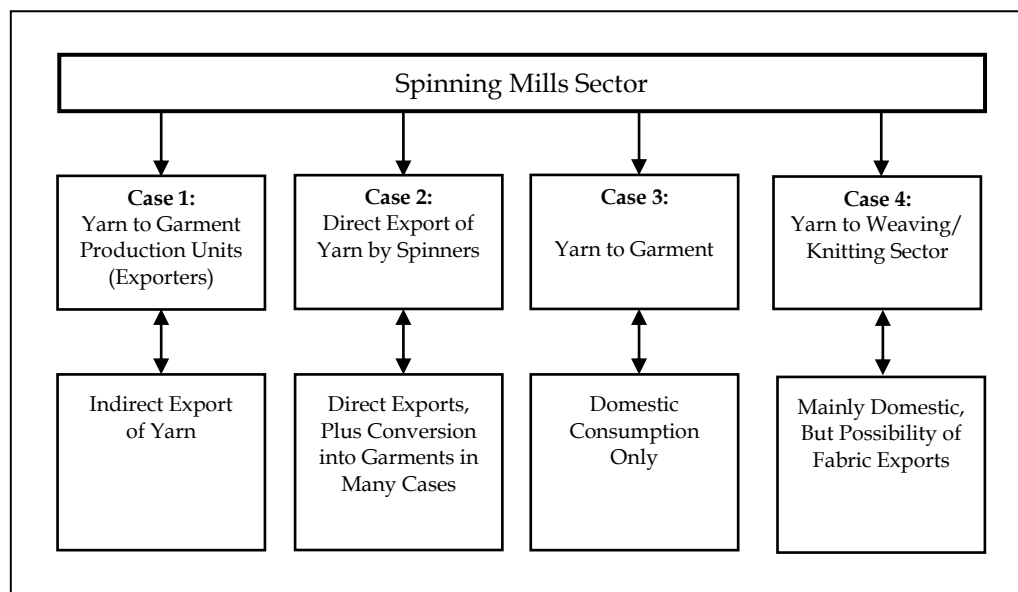 Spinning Mills Sector
Case 1:
Yarn to Garment
Production Units
(Exporters)
Case 2:
Direct Export of
Yarn by Spinners
Case 3:
Yarn to Garment
Case 4:
Yarn to Weaving/
Knitting Sector
Indirect Export
of Yarn
Direct Exports,
Plus Conversion
into Garments in
Many Cases
Domestic
Consumption
Only
Mainly Domestic,
But Possibility of
Fabric Exports